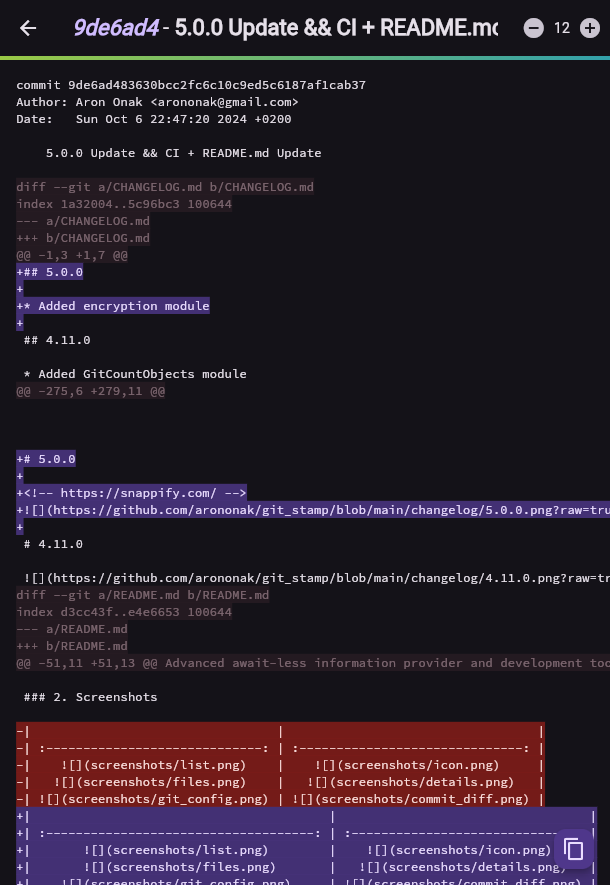 9de6ad4 - 5.0.0 Update && CI + README.md
12
commit 9de6ad483630bcc2fc6c10c9ed5c6187af1cab37
Author: Aron Onak <arononak@gmail.com>
Date:   Sun Oct 6 22:47:20 2024 +0200
    5.0.0 Update && CI + README.md Update
diff --git a/CHANGELOG.md b/CHANGELOG.md
index 1a32004..5c96bc3 100644
--- a/CHANGELOG.md
+++ b/CHANGELOG.md
@@ -1,3 +1,7 @@
+## 5.0.0
+
+* Added encryption module
+
 ## 4.11.0
 * Added GitCountObjects module
@@ -275,6 +279,11 @@
+# 5.0.0
+
+<!-- https://snappify.com/ -->
+![](https://github.com/arononak/git_stamp/blob/main/changelog/5.0.0.png?raw=tru
+
 # 4.11.0
 ![](https://github.com/arononak/git_stamp/blob/main/changelog/4.11.0.png?raw=tr
diff --git a/README.md b/README.md
index d3cc43f..e4e6653 100644
--- a/README.md
+++ b/README.md
@@ -51,11 +51,13 @@ Advanced await-less information provider and development too
 ### 2. Screenshots
-|                                  |                                  |
-| :-----------------------------: | :-------------------------------: |
-|    ![](screenshots/list.png)    |    ![](screenshots/icon.png)     |
-|   ![](screenshots/files.png)    |   ![](screenshots/details.png)   |
-| ![](screenshots/git_config.png) | ![](screenshots/commit_diff.png) |
+|                                        |                                  |
+| :------------------------------------: | :---------------------------
+|       ![](screenshots/list.png)        |    ![](screenshots/icon.png)
+|       ![](screenshots/files.png)       |   ![](screenshots/details.png)
+|    ![](screenshots/git_config.png)     | ![](screenshots/commit_diff.png) |